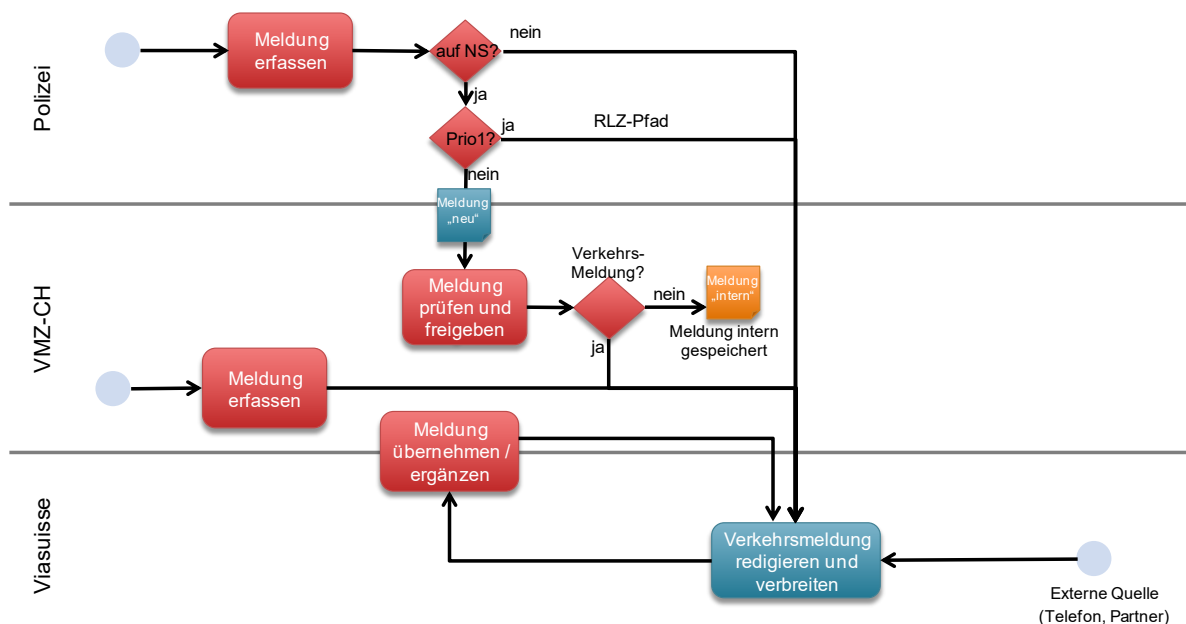 Polizei
Meldung
erfassen
auf NS?
nein
ja
Prio1?
ja
RLZ-Pfad
nein
Meldung
„neu“
VMZ-CH
Meldung
prüfen und
freigeben
Verkehrs-
Meldung?
nein
Meldung
„intern“
Meldung intern
gespeichert
ja
Meldung
erfassen
Meldung
übernehmen /
ergänzen
Viasuisse
Verkehrsmeldung
redigieren und
verbreiten
Externe Quelle
(Telefon, Partner)